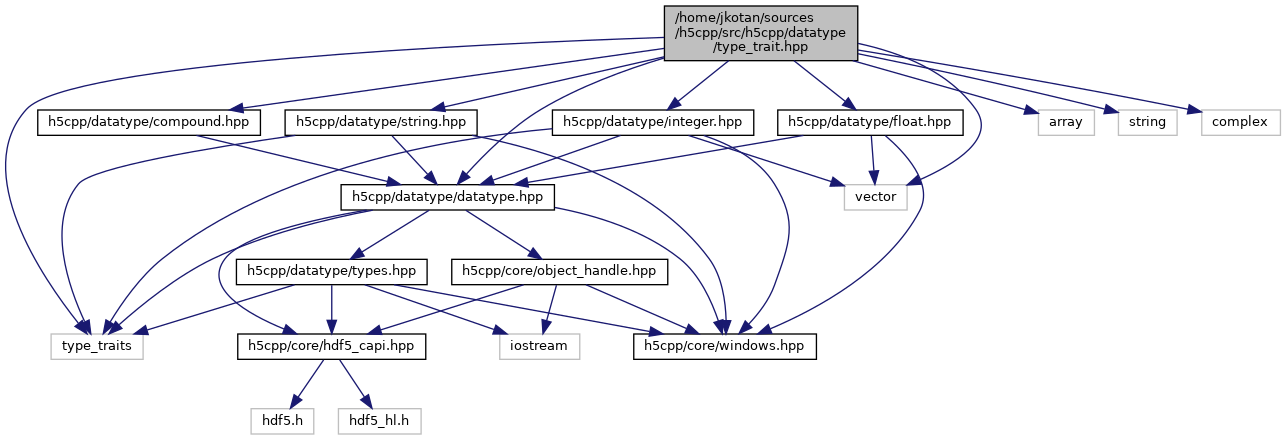 /home/jkotan/sources
/h5cpp/src/h5cpp/datatype
/type_trait.hpp
h5cpp/datatype/compound.hpp
h5cpp/datatype/string.hpp
h5cpp/datatype/integer.hpp
h5cpp/datatype/float.hpp
array
string
complex
h5cpp/datatype/datatype.hpp
vector
h5cpp/datatype/types.hpp
h5cpp/core/object_handle.hpp
type_traits
h5cpp/core/hdf5_capi.hpp
iostream
h5cpp/core/windows.hpp
hdf5.h
hdf5_hl.h